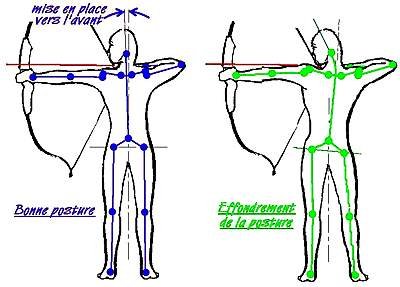 mise en place
vers l'avant
Bonne posture
Effondrement
de la posture